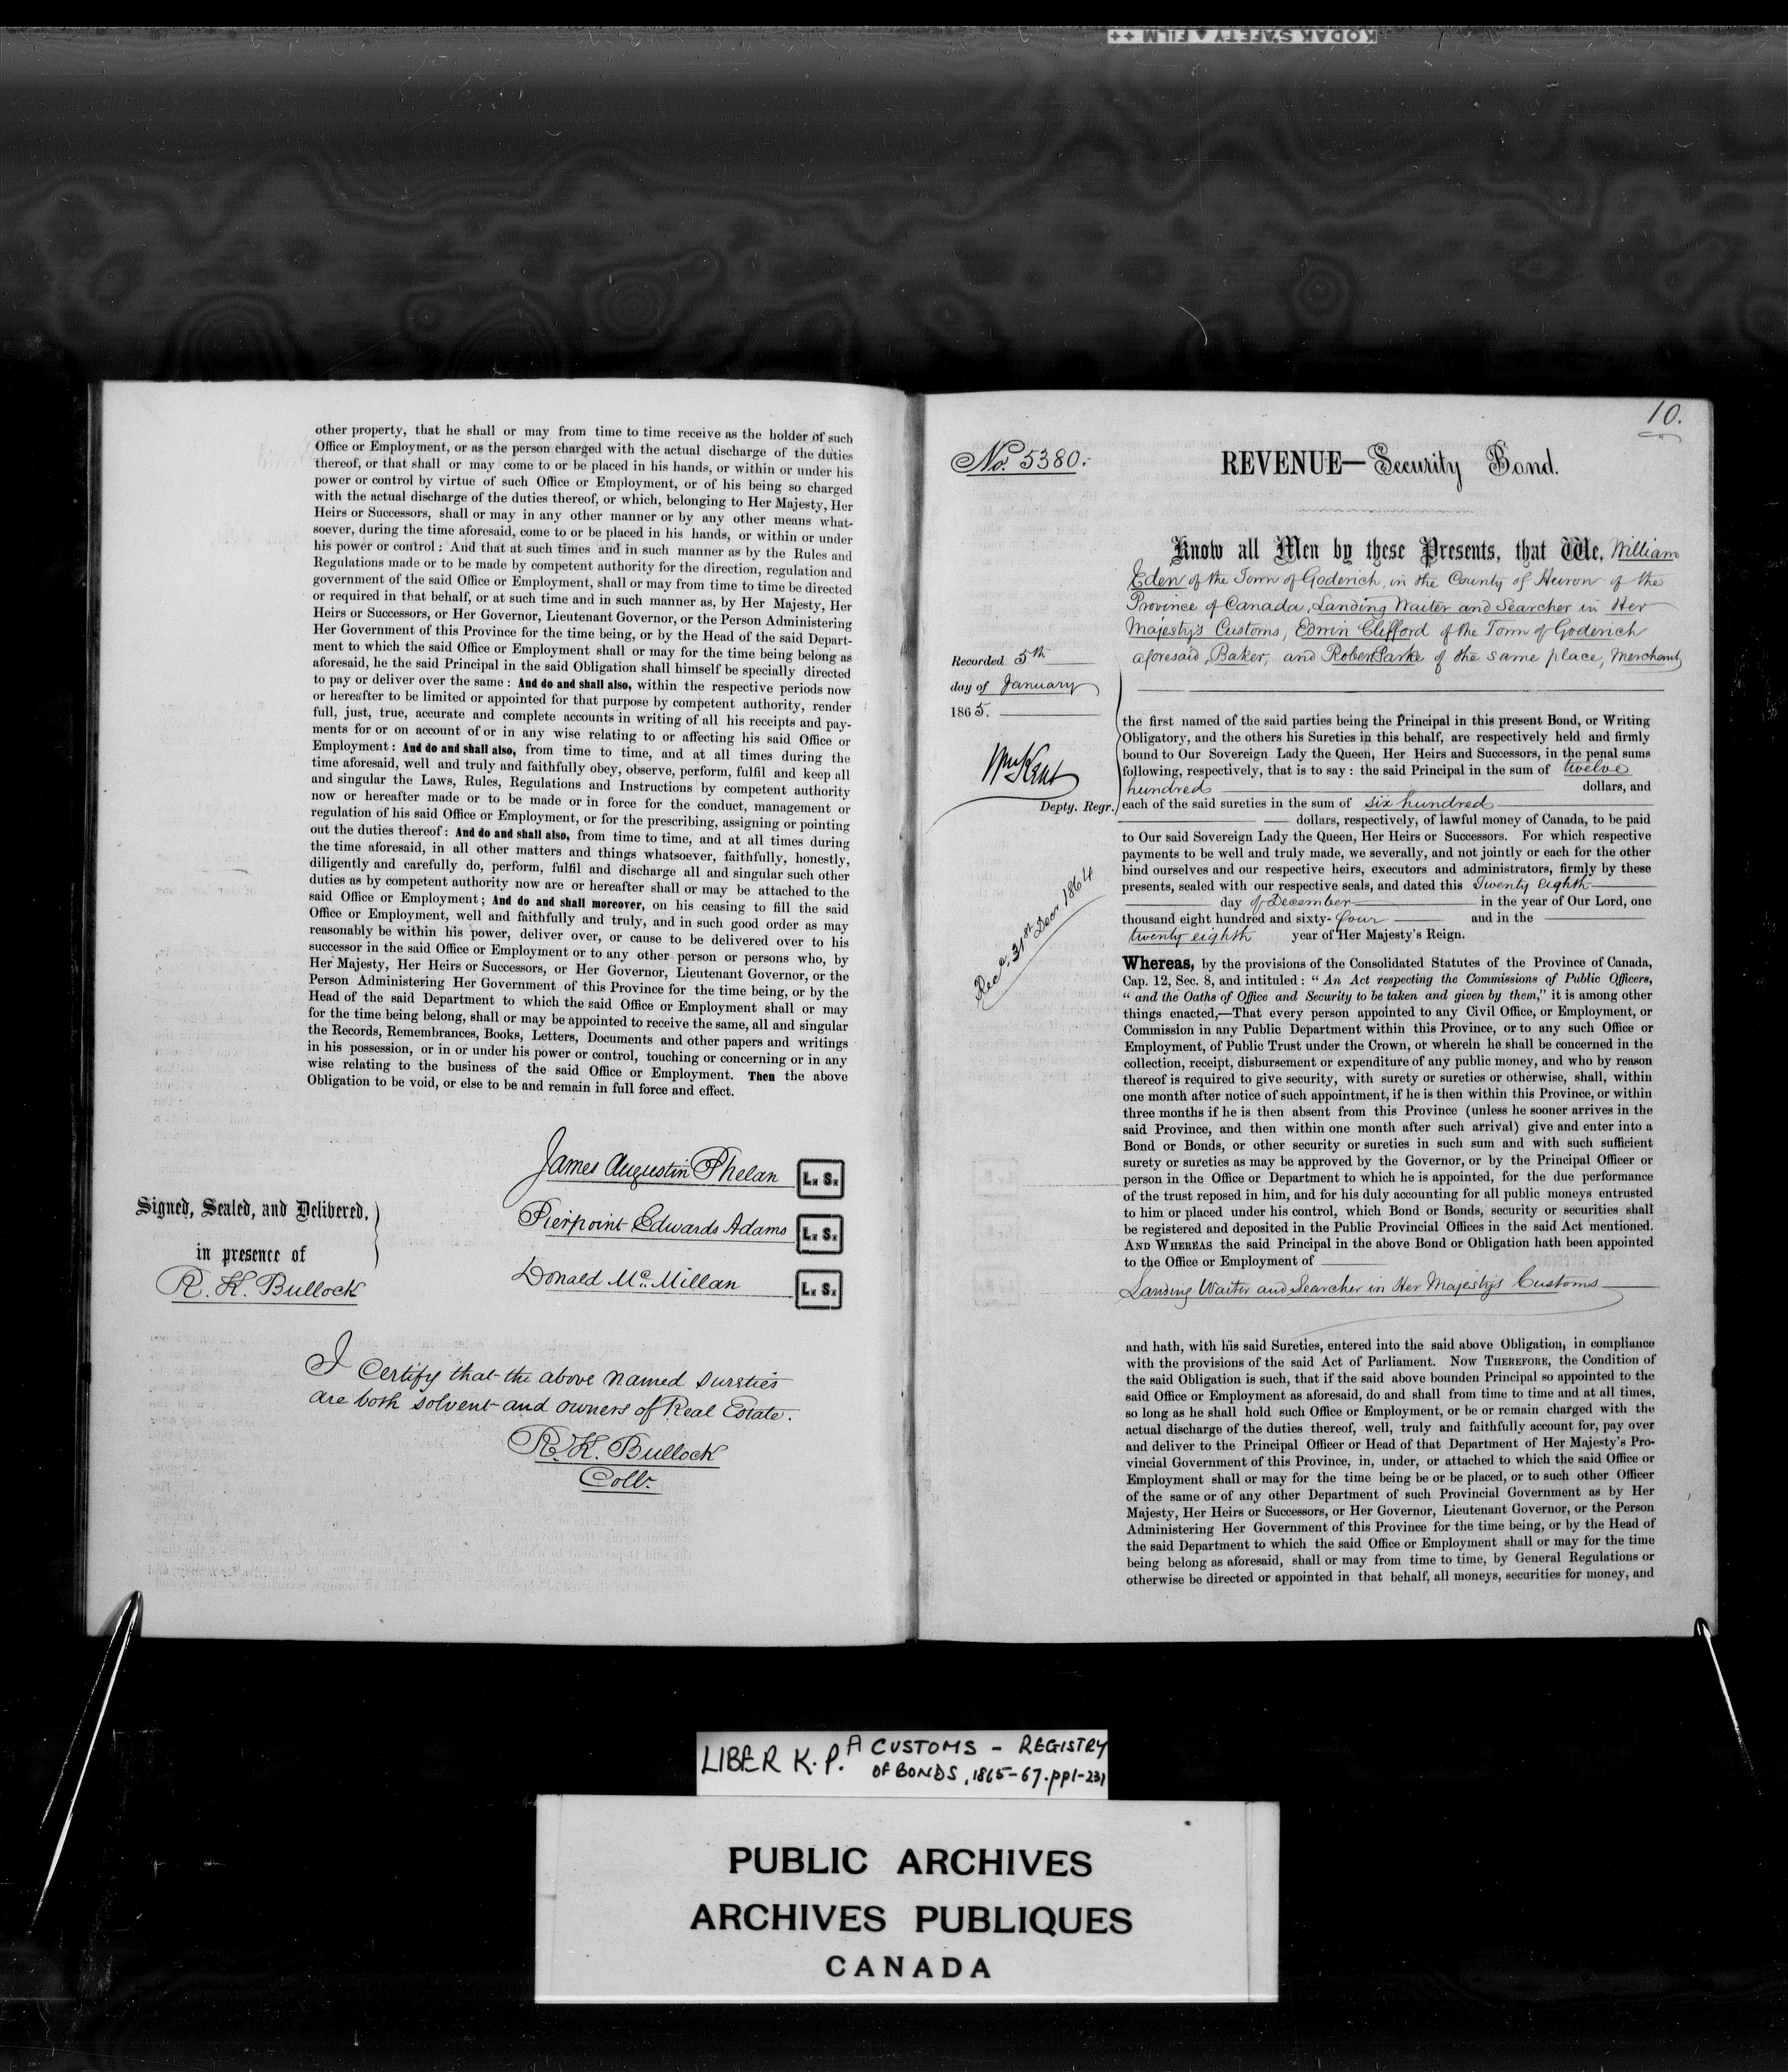 KODAK SAFETY ▲ FILM ++
other property, that he shall or may from time to time receive as the holder of such
Office or Employment, or as the person charged with the actual discharge of the duties
thereof, or that shall or may come to or be placed in his hands, or within or under his
power or control by virtue of such Office or Employment, or of his being so charged
with the actual discharge of the duties thereof, or which, belonging to Her Majesty, Her
Heirs or Successors, shall or may in any other manner or by any other means what-
soever, during the time aforesaid, come to or be placed in his hands, or within or under
his power or control: And that at such times and in such manner as by the Rules and
Regulations made or to be made by competent authority for the direction, regulation and
government of the said Office or Employment, shall or may from time to time be directed
or required in that behalf, or at such time and in such manner as, by Her Majesty, Her
Heirs or Successors, or Her Governor, Lieutenant Governor, or the Person Administering
Her Government of this Province for the time being, or by the Head of the said Depart-
ment to which the said Office or Employment shall or may for the time being belong as
aforesaid, he the said Principal in the said Obligation shall himself be specially directed
to pay or deliver over the same: And do and shall also, within the respective periods now
or hereafter to be limited or appointed for that purpose by competent authority, render
full, just, true, accurate and complete accounts in writing of all his receipts and pay-
ments for or on account of or in any wise relating to or affecting his said Office or
Employment: And do and shall also, from time to time, and at all times during the
time aforesaid, well and truly and faithfully obey, observe, perform, fulfil and keep all
and singular the Laws, Rules, Regulations and Instructions by competent authority
now or hereafter made or to be made or in force for the conduct, management or
regulation of his said Office or Employment, or for the prescribing, assigning or pointing
out the duties thereof: And do and shall also, from time to time, and at all times during
the time aforesaid, in all other matters and things whatsoever, faithfully, honestly,
diligently and carefully do, perform, fulfil and discharge all and singular such other
duties as by competent authority now are or hereafter shall or may be attached to the
said Office or Employment; And do and shall moreover, on his ceasing to fill the said
Office or Employment, well and faithfully and truly, and in such good order as may
reasonably be within his power, deliver over, or cause to be delivered over to his
successor in the said Office or Employment or to any other person or persons who, by
Her Majesty, Her Heirs or Successors, or Her Governor, Lieutenant Governor, or the
Person Administering Her Government of this Province for the time being, or by the
Head of the said Department to which the said Office or Employment shall or may
for the time being belong, shall or may be appointed to receive the same, all and singular
the Records, Remembrances, Books, Letters, Documents and other papers and writings
in his possession, or in or under his power or control, touching or concerning or in any
wise relating to the business of the said Office or Employment. Then the above
Obligation to be void, or else to be and remain in full force and effect.
James Augustin Phelan L. S.
Signed, Sealed, and Delibered,
Pierpoint Edwards Adams L. S.
in presence of
Donald Mc.Millan L. S.
R. K. Bullock
I Certify that the above named sureties
are both solvent and owners of Real Estate.
R. K. Bullock
Collr.
10.
No. 5380.
REVENUE—Security Bond.
Know all Men by these Presents, that We, William
Eden of the Town of Goderich, in the County of Huron of the
Province of Canada, Landing Waiter and Searcher in Her
Majesty's Customs, Edwin Clifford of the Town of Goderich
aforesaid, Baker, and Robert Parke of the same place, Merchant
Recorded 5th
day of January
1865.
Wm Kent
Depty. Regr.
Recd. 31st Decr 1864
the first named of the said parties being the Principal in this present Bond, or Writing
Obligatory, and the others his Sureties in this behalf, are respectively held and firmly
bound to Our Sovereign Lady the Queen, Her Heirs and Successors, in the penal sums
following, respectively, that is to say: the said Principal in the sum of twelve
hundred dollars, and
each of the said sureties in the sum of six hundred
dollars, respectively, of lawful money of Canada, to be paid
to Our said Sovereign Lady the Queen, Her Heirs or Successors. For which respective
payments to be well and truly made, we severally, and not jointly or each for the other
bind ourselves and our respective heirs, executors and administrators, firmly by these
presents, sealed with our respective seals, and dated this Twenty eighth
day of December in the year of Our Lord, one
thousand eight hundred and sixty-four and in the
twenty eighth year of Her Majesty's Reign.
Whereas, by the provisions of the Consolidated Statutes of the Province of Canada,
Cap. 12, Sec. 8, and intituled: "An Act respecting the Commissions of Public Officers,
" and the Oaths of Office and Security to be taken and given by them," it is among other
things enacted,—That every person appointed to any Civil Office, or Employment, or
Commission in any Public Department within this Province, or to any such Office or
Employment, of Public Trust under the Crown, or wherein he shall be concerned in the
collection, receipt, disbursement or expenditure of any public money, and who by reason
thereof is required to give security, with surety or sureties or otherwise, shall, within
one month after notice of such appointment, if he is then within this Province, or within
three months if he is then absent from this Province (unless he sooner arrives in the
said Province, and then within one month after such arrival) give and enter into a
Bond or Bonds, or other security or sureties in such sum and with such sufficient
surety or sureties as may be approved by the Governor, or by the Principal Officer or
person in the Office or Department to which he is appointed, for the due performance
of the trust reposed in him, and for his duly accounting for all public moneys entrusted
to him or placed under his control, which Bond or Bonds, security or securities shall
be registered and deposited in the Public Provincial Offices in the said Act mentioned.
AND WHEREAS the said Principal in the above Bond or Obligation hath been appointed
to the Office or Employment of
Landing Waiter and Searcher in Her Majesty's Customs
and hath, with his said Sureties, entered into the said above Obligation, in compliance
with the provisions of the said Act of Parliament. NOW THEREFORE, the Condition of
the said Obligation is such, that if the said above bounden Principal so appointed to the
said Office or Employment as aforesaid, do and shall from time to time and at all times,
so long as he shall hold such Office or Employment, or be or remain charged with the
actual discharge of the duties thereof, well, truly and faithfully account for, pay over
and deliver to the Principal Officer or Head of that Department of Her Majesty's Pro-
vincial Government of this Province, in, under, or attached to which the said Office or
Employment shall or may for the time being be or be placed, or to such other Officer
of the same or of any other Department of such Provincial Government as by Her
Majesty, Her Heirs or Successors, or Her Governor, Lieutenant Governor, or the Person
Administering Her Government of this Province for the time being, or by the Head of
the said Department to which the said Office or Employment shall or may for the time
being belong as aforesaid, shall or may from time to time, by General Regulations or
otherwise be directed or appointed in that behalf, all moneys, securities for money, and
LIBER K.P. A CUSTOMS – REGISTRY
OF BONDS, 1865-67. pp1-231
PUBLIC ARCHIVES
ARCHIVES PUBLIQUES
CANADA